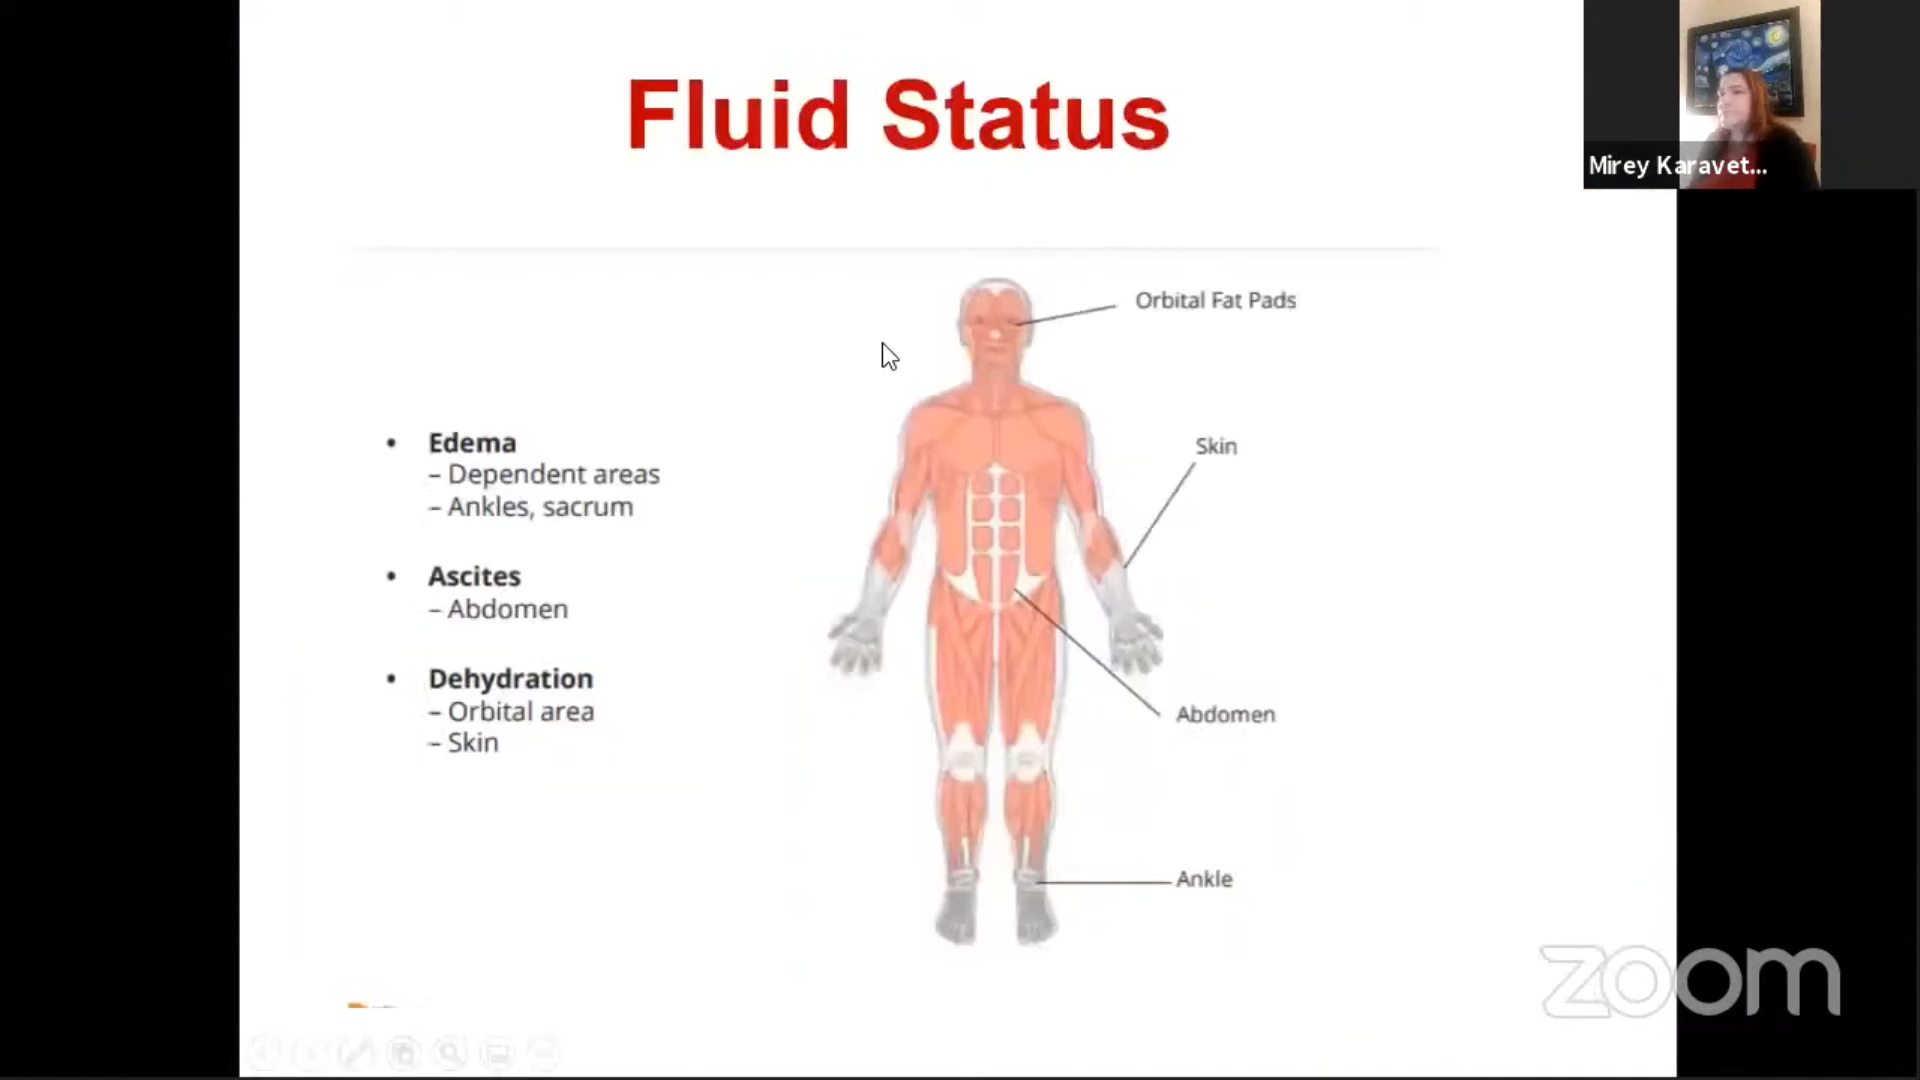 Fluid Status
Mirey Karavet...
Orbital Fat Pads
Skin
• Edema
– Dependent areas
– Ankles, sacrum
• Ascites
– Abdomen
• Dehydration
– Orbital area
– Skin
Abdomen
Ankle
zoom